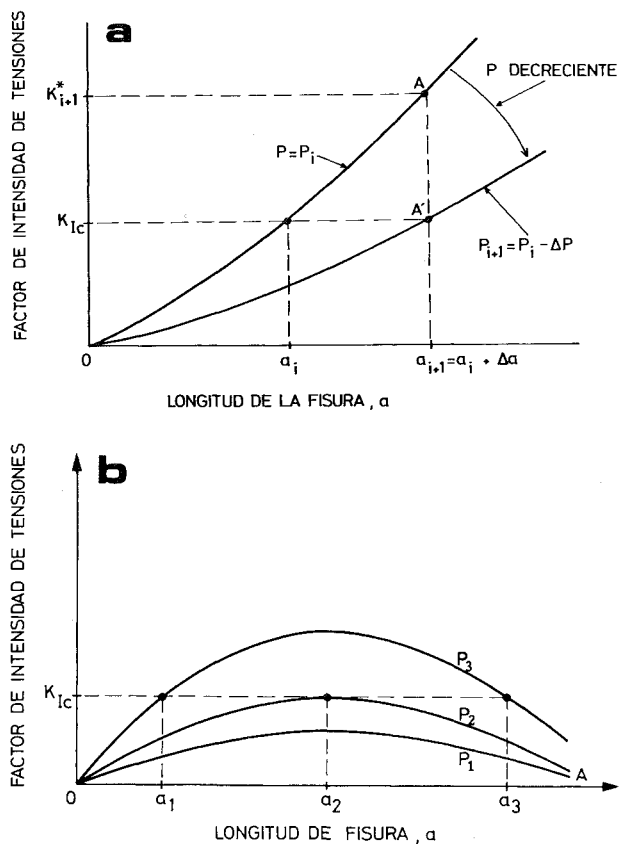 a
FACTOR DE INTENSIDAD DE TENSIONES
K*i+1
A
P DECRECIENTE
P=Pi
KIc
A´
Pi+1=Pi-ΔP
0
ai
ai+1=ai + Δa
LONGITUD DE LA FISURA, a
b
FACTOR DE INTENSIDAD DE TENSIONES
KIc
P3
P2
P1
A
0
a1
a2
a3
LONGITUD DE FISURA, a